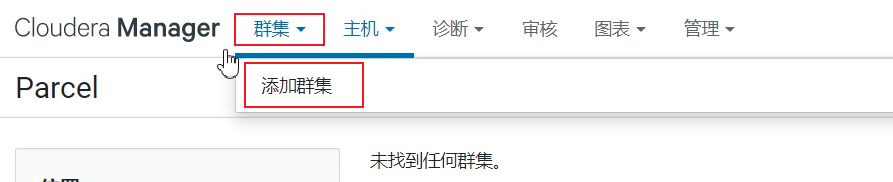 Cloudera Manager 群集 主机 诊断 审核 图表 管理
添加群集
Parcel
未找到任何群集。